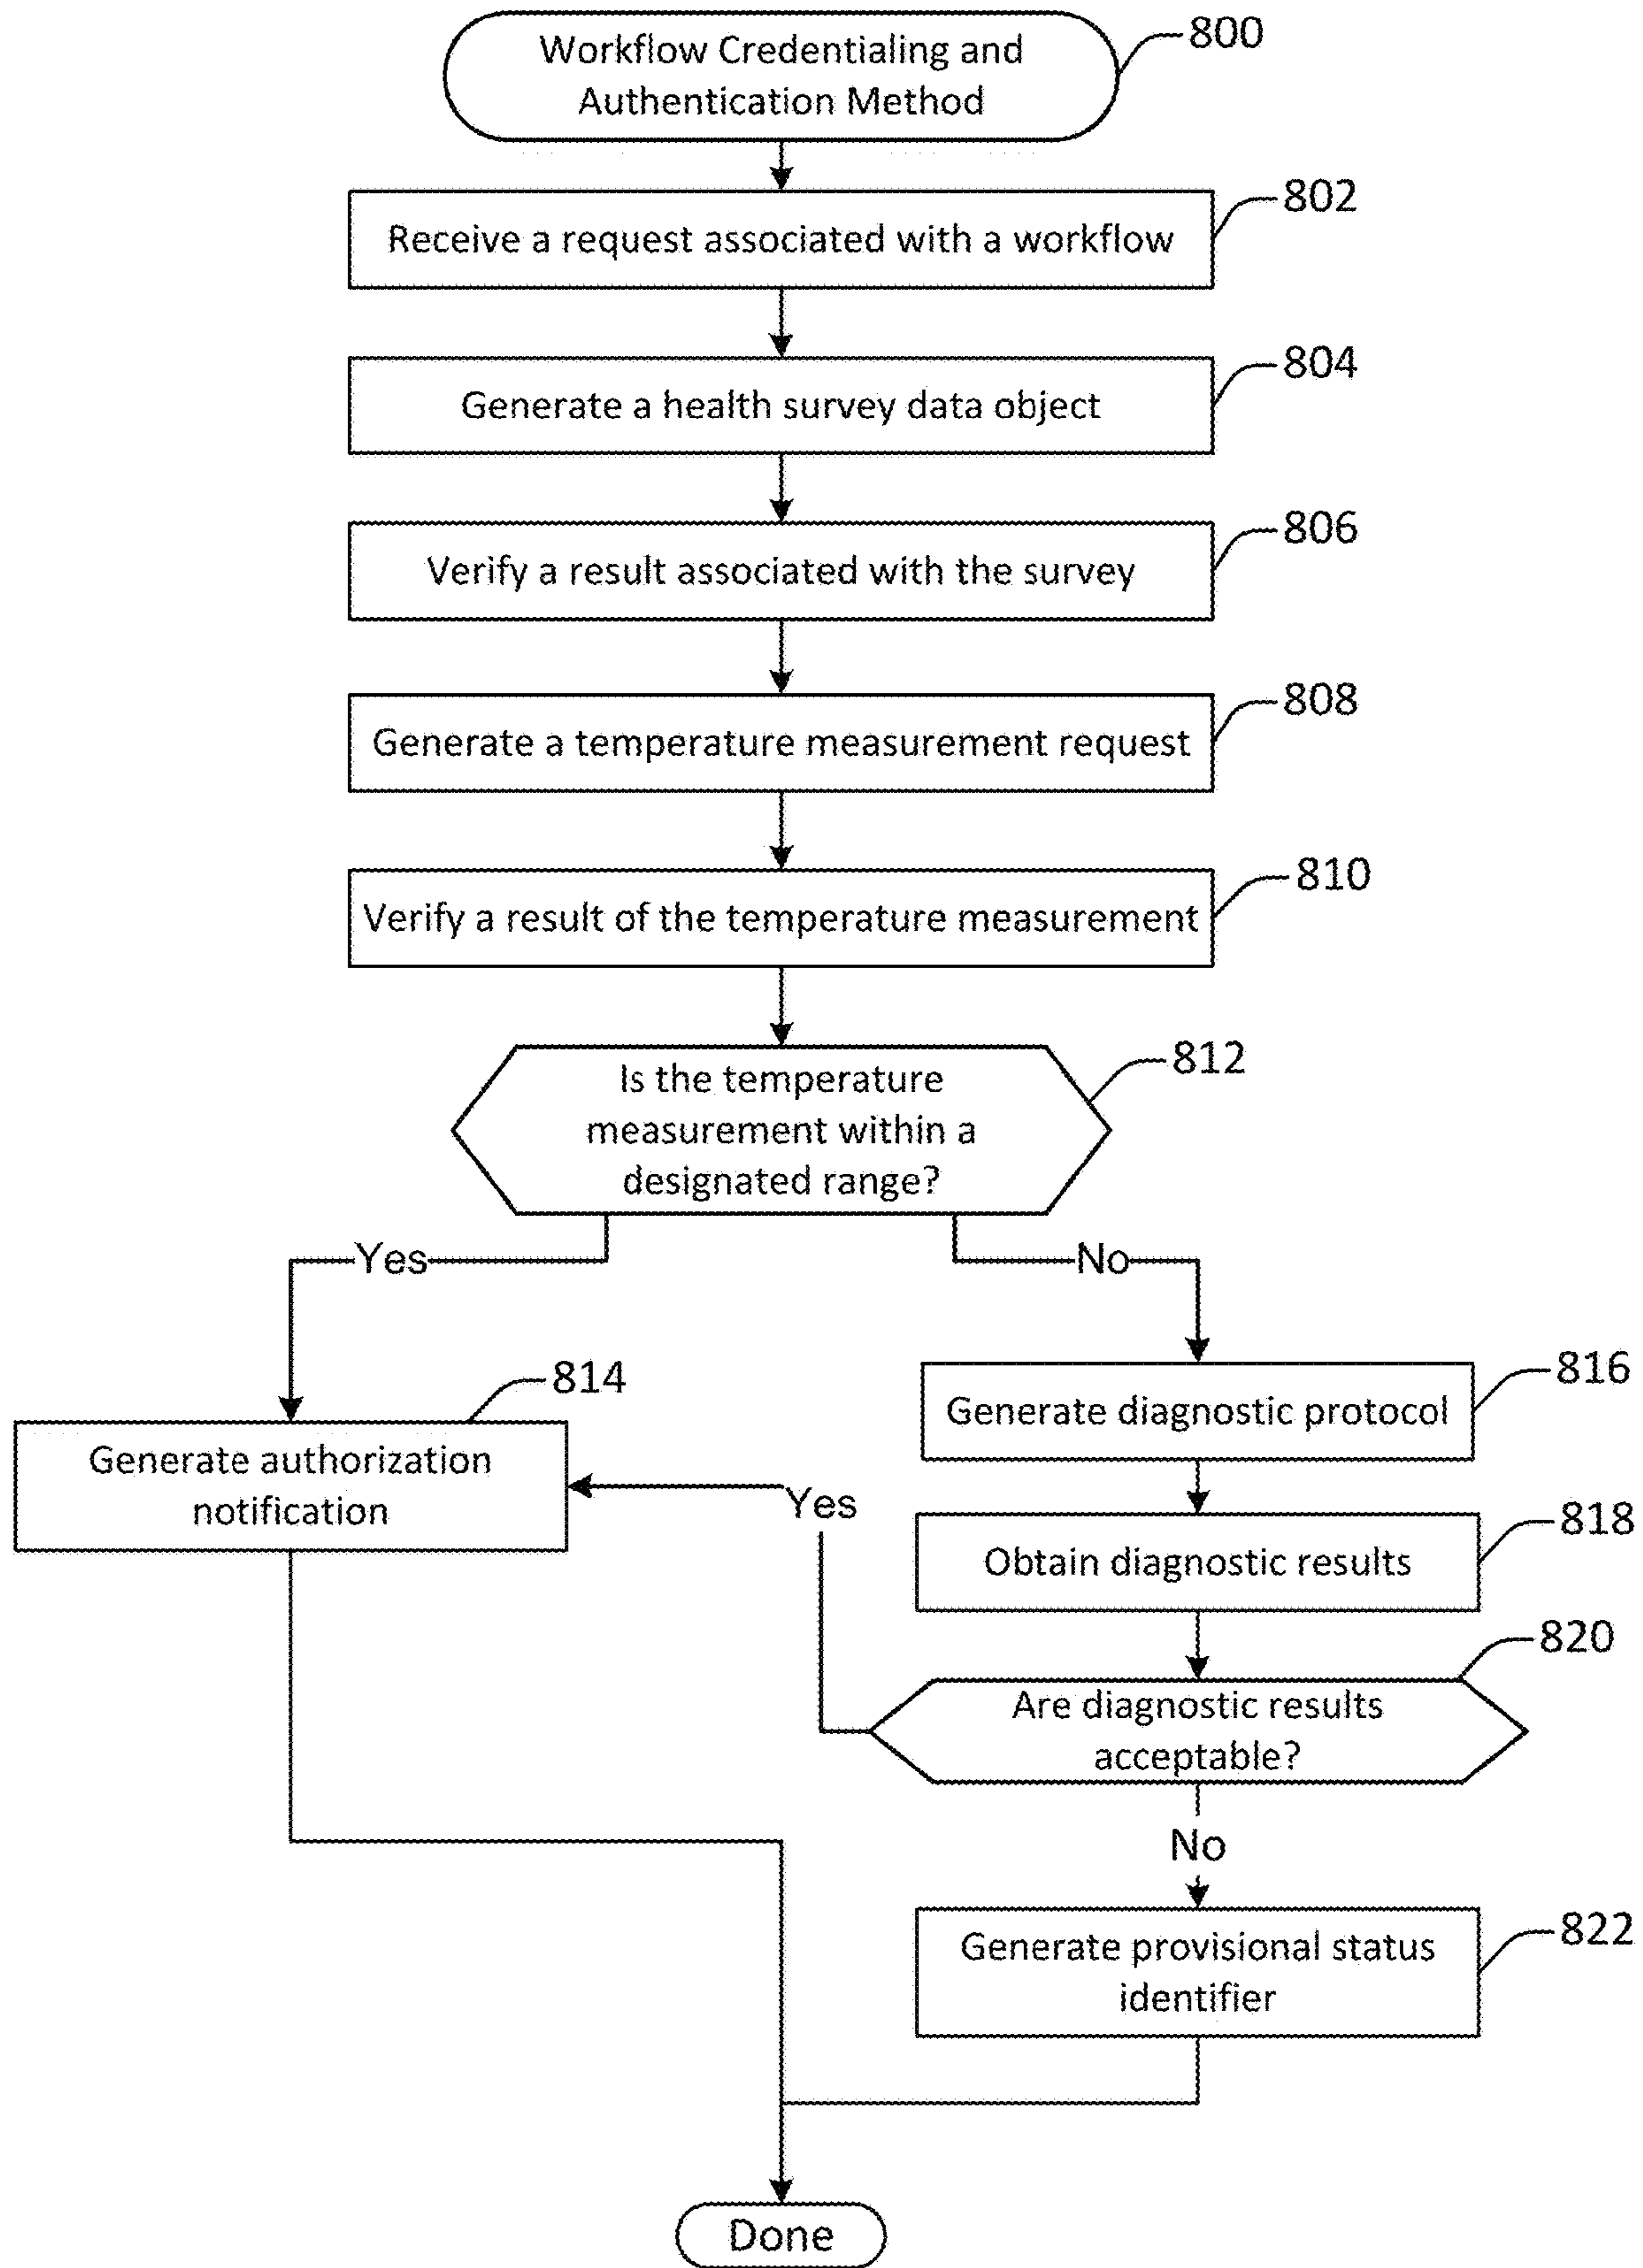 Workflow Credentialing and
Authentication Method
800
802
Receive a request associated with a workflow
804
Generate a health survey data object
806
Verify a result associated with the survey
808
Generate a temperature measurement request
810
Verify a result of the temperature measurement
812
Is the temperature
measurement within a
designated range?
Yes
No
814
Generate authorization
notification
816
Generate diagnostic protocol
Yes
818
Obtain diagnostic results
820
Are diagnostic results
acceptable?
No
822
Generate provisional status
identifier
Done